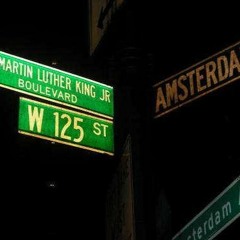 MARTIN LUTHER KING JR
BOULEVARD
W 125 ST
AMSTERDA
sterdam A